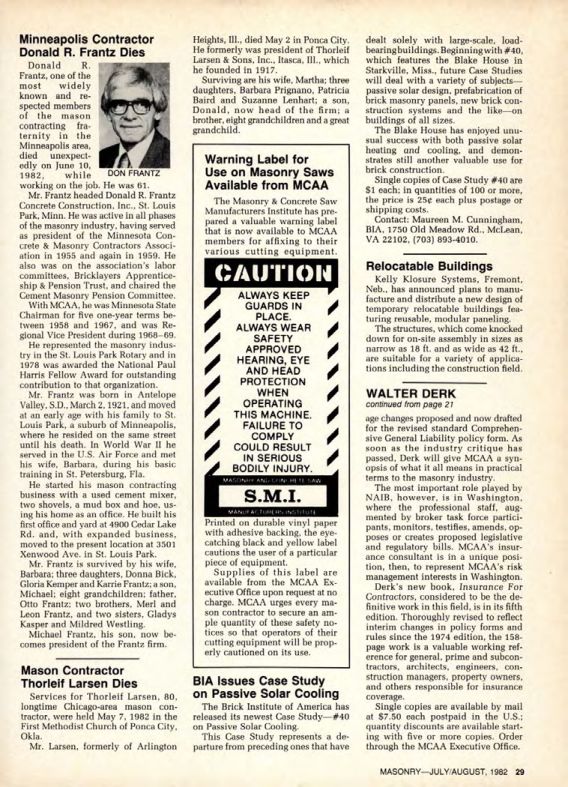 Minneapolis Contractor
Donald R. Frantz Dies
Donald R.
Frantz, one of the
most widely
known and re-
spected members
of the mason
contracting fra-
ternity in the
Minneapolis area,
died unexpect-
edly on June 10,
1982, while
DON FRANTZ
working on the job. He was 61.
Mr. Frantz headed Donald R. Frantz
Concrete Construction, Inc., St. Louis
Park, Minn. He was active in all phases
of the masonry industry, having served
as president of the Minnesota Con-
crete & Masonry Contractors Associ-
ation in 1955 and again in 1959. He
also was on the association's labor
committees, Bricklayers Apprentice-
ship & Pension Trust, and chaired the
Cement Masonry Pension Committee.
With MCAA, he was Minnesota State
Chairman for five one-year terms be-
tween 1958 and 1967, and was Re-
gional Vice President during 1968–69.
He represented the masonry indus-
try in the St. Louis Park Rotary and in
1978 was awarded the National Paul
Harris Fellow Award for outstanding
contribution to that organization.
Mr. Frantz was born in Antelope
Valley, S.D., March 2, 1921, and moved
at an early age with his family to St.
Louis Park, a suburb of Minneapolis,
where he resided on the same street
until his death. In World War II he
served in the U.S. Air Force and met
his wife, Barbara, during his basic
training in St. Petersburg, Fla.
He started his mason contracting
business with a used cement mixer,
two shovels, a mud box and hoe, us-
ing his home as an office. He built his
first office and yard at 4900 Cedar Lake
Rd. and, with expanded business,
moved to the present location at 3501
Xenwood Ave. in St. Louis Park.
Mr. Frantz is survived by his wife,
Barbara; three daughters, Donna Bick,
Gloria Kemper and Karrie Frantz; a son,
Michael; eight grandchildren; father,
Otto Frantz; two brothers, Merl and
Leon Frantz, and two sisters, Gladys
Kasper and Mildred Westling.
Michael Frantz, his son, now be-
comes president of the Frantz firm.
Mason Contractor
Thorleif Larsen Dies
Services for Thorleif Larsen, 80,
longtime Chicago-area mason con-
tractor, were held May 7, 1982 in the
First Methodist Church of Ponca City,
Okla.
Mr. Larsen, formerly of Arlington
Heights, Ill., died May 2 in Ponca City.
He formerly was president of Thorleif
Larsen & Sons, Inc., Itasca, Ill., which
he founded in 1917.
Surviving are his wife, Martha; three
daughters, Barbara Prignano, Patricia
Baird and Suzanne Lenhart; a son,
Donald, now head of the firm; a
brother, eight grandchildren and a great
grandchild.
Warning Label for
Use on Masonry Saws
Available from MCAA
The Masonry & Concrete Saw
Manufacturers Institute has pre-
pared a valuable warning label
that is now available to MCAA
members for affixing to their
various cutting equipment.
CAUTION
ALWAYS KEEP
GUARDS IN
PLACE.
ALWAYS WEAR
SAFETY
APPROVED
HEARING, EYE
AND HEAD
PROTECTION
WHEN
OPERATING
THIS MACHINE.
FAILURE TO
COMPLY
COULD RESULT
IN SERIOUS
BODILY INJURY.
MASONRY AND CONCRETE SAW
S.M.I.
MANUFACTURERS INSTITUTE
Printed on durable vinyl paper
with adhesive backing, the eye-
catching black and yellow label
cautions the user of a particular
piece of equipment.
Supplies of this label are
available from the MCAA Ex-
ecutive Office upon request at no
charge. MCAA urges every ma-
son contractor to secure an am-
ple quantity of these safety no-
tices so that operators of their
cutting equipment will be prop-
erly cautioned on its use.
BIA Issues Case Study
on Passive Solar Cooling
The Brick Institute of America has
released its newest Case Study—#40
on Passive Solar Cooling.
This Case Study represents a de-
parture from preceding ones that have
dealt solely with large-scale, load-
bearing buildings. Beginning with #40,
which features the Blake House in
Starkville, Miss., future Case Studies
will deal with a variety of subjects—
passive solar design, prefabrication of
brick masonry panels, new brick con-
struction systems and the like—on
buildings of all sizes.
The Blake House has enjoyed unu-
sual success with both passive solar
heating and cooling, and demon-
strates still another valuable use for
brick construction.
Single copies of Case Study #40 are
$1 each; in quantities of 100 or more,
the price is 25¢ each plus postage or
shipping costs.
Contact: Maureen M. Cunningham,
BIA, 1750 Old Meadow Rd., McLean,
VA 22102, (703) 893-4010.
Relocatable Buildings
Kelly Klosure Systems, Fremont,
Neb., has announced plans to manu-
facture and distribute a new design of
temporary relocatable buildings fea-
turing reusable, modular paneling.
The structures, which come knocked
down for on-site assembly in sizes as
narrow as 18 ft. and as wide as 42 ft.,
are suitable for a variety of applica-
tions including the construction field.
WALTER DERK
continued from page 21
age changes proposed and now drafted
for the revised standard Comprehen-
sive General Liability policy form. As
soon as the industry critique has
passed, Derk will give MCAA a syn-
opsis of what it all means in practical
terms to the masonry industry.
The most important role played by
NAIB, however, is in Washington,
where the professional staff, aug-
mented by broker task force partici-
pants, monitors, testifies, amends, op-
poses or creates proposed legislative
and regulatory bills. MCAA's insur-
ance consultant is in a unique posi-
tion, then, to represent MCAA's risk
management interests in Washington.
Derk's new book, Insurance For
Contractors, considered to be the de-
finitive work in this field, is in its fifth
edition. Thoroughly revised to reflect
interim changes in policy forms and
rules since the 1974 edition, the 158-
page work is a valuable working ref-
erence for general, prime and subcon-
tractors, architects, engineers, con-
struction managers, property owners,
and others responsible for insurance
coverage.
Single copies are available by mail
at $7.50 each postpaid in the U.S.;
quantity discounts are available start-
ing with five or more copies. Order
through the MCAA Executive Office.
MASONRY—JULY/AUGUST, 1982 29